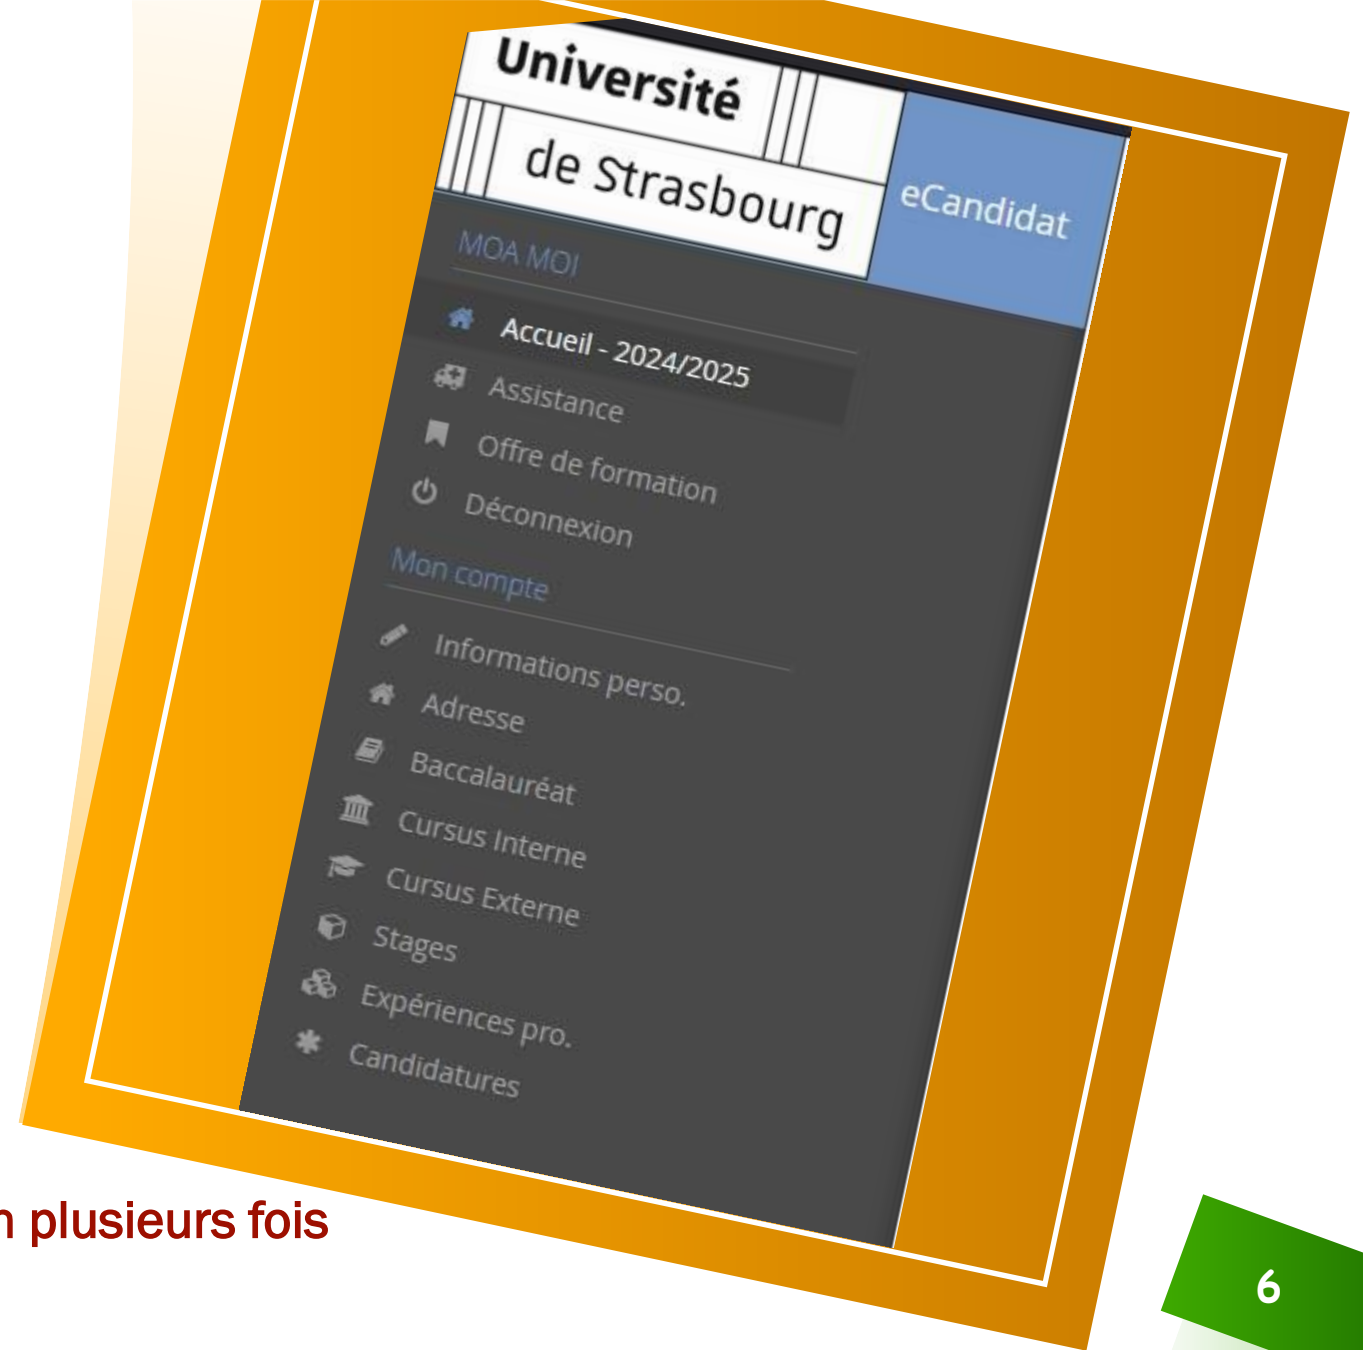 Université
de Strasbourg
eCandidat
MOA MOI
Accueil - 2024/2025
Assistance
Offre de formation
Déconnexion
Mon compte
Informations perso.
Adresse
Baccalauréat
Cursus Interne
Cursus Externe
Stages
Expériences pro.
Candidatures
plusieurs fois
6